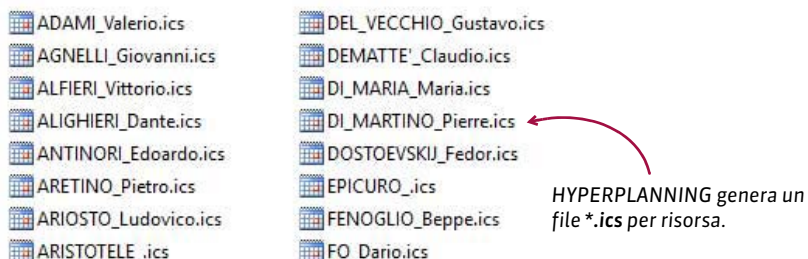 ADAMI_Valerio.ics
AGNELLI_Giovanni.ics
ALFIERI_Vittorio.ics
ALIGHIERI_Dante.ics
ANTINORI_Edoardo.ics
ARETINO_Pietro.ics
ARIOSTO_Ludovico.ics
ARISTOTELE_.ics
DEL_VECCHIO_Gustavo.ics
DEMATTE'_Claudio.ics
DI_MARIA_Maria.ics
DI_MARTINO_Pierre.ics
DOSTOEVSKIJ_Fedor.ics
EPICURO_.ics
FENOGLIO_Beppe.ics
FO_Dario.ics
HYPERPLANNING genera un
file *.ics per risorsa.